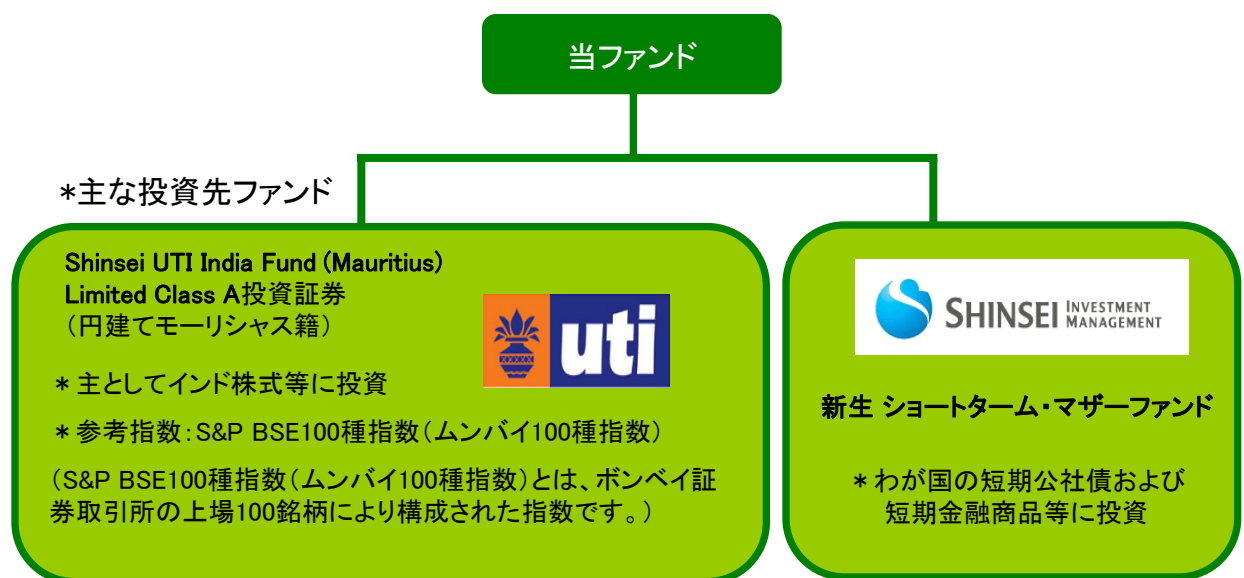 当ファンド
*主な投資先ファンド
Shinsei UTI India Fund (Mauritius)
Limited Class A投資証券
（円建てモーリシャス籍）
uti
* 主としてインド株式等に投資
* 参考指数：S&P BSE100種指数（ムンバイ100種指数）
（S&P BSE100種指数（ムンバイ100種指数）とは、ボンベイ証
券取引所の上場100銘柄により構成された指数です。）
SHINSEI INVESTMENT
MANAGEMENT
新生 ショートターム・マザーファンド
* わが国の短期公社債および
短期金融商品等に投資